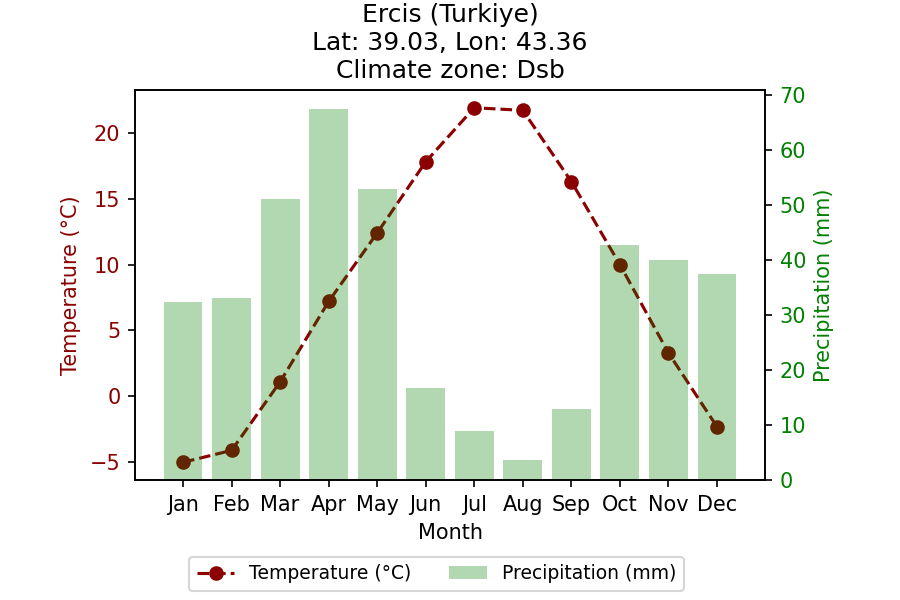 Ercis (Turkiye)
Lat: 39.03, Lon: 43.36
Climate zone: Dsb
Temperature (°C)
20
15
10
5
0
−5
70
60
50
40
30
20
10
0
Precipitation (mm)
Jan Feb Mar Apr May Jun Jul Aug Sep Oct Nov Dec
Month
Temperature (°C) Precipitation (mm)